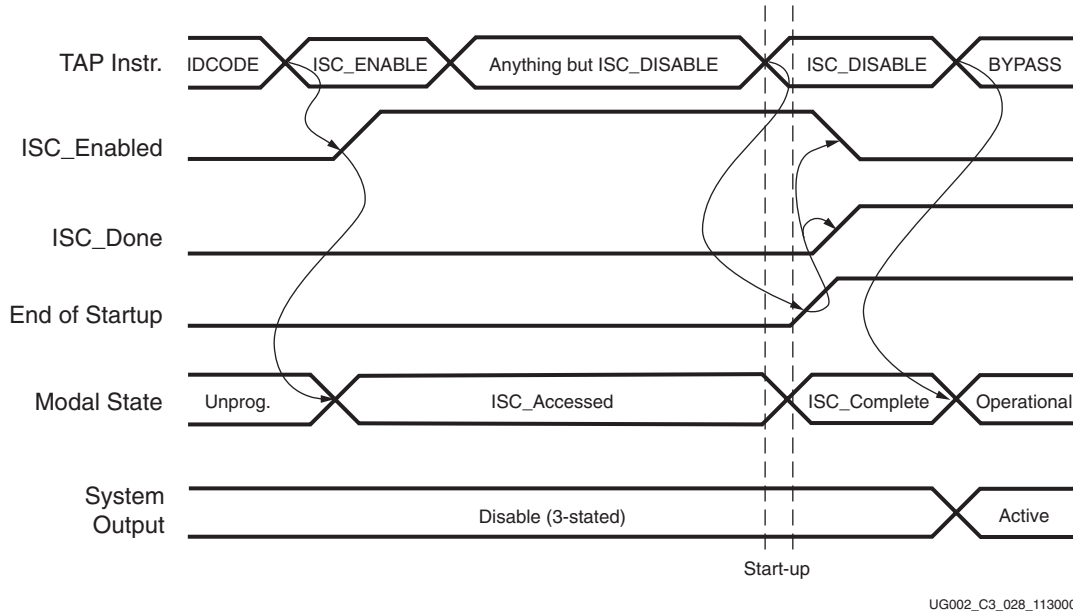 TAP Instr.
IDCODE
ISC_ENABLE
Anything but ISC_DISABLE
ISC_DISABLE
BYPASS
ISC_Enabled
ISC_Done
End of Startup
Modal State
Unprog.
ISC_Accessed
ISC_Complete
Operational
System
Output
Disable (3-stated)
Active
Start-up
UG002_C3_028_113000